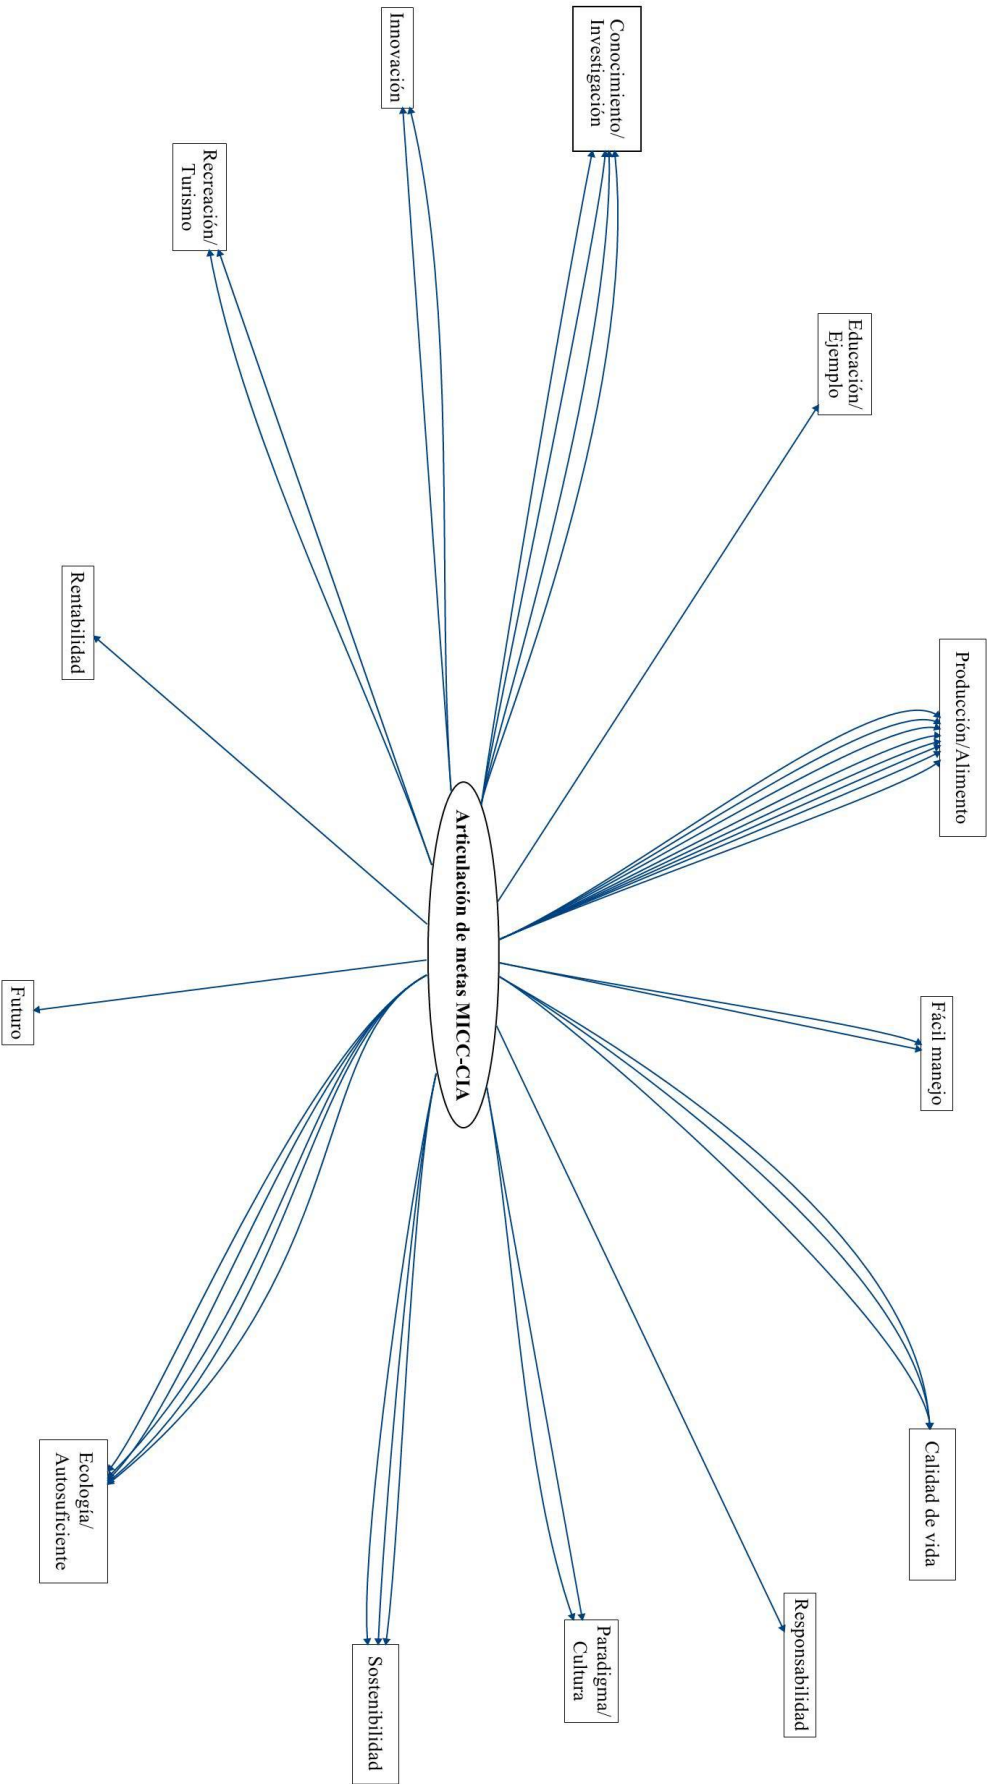 Conocimiento/
Investigación
Innovación
Recreación/
Turismo
Educación/
Ejemplo
Producción/Alimento
Rentabilidad
Articulación de metas MICC-CIA
Fácil manejo
Futuro
Calidad de vida
Ecología/
Autosuficiente
Responsabilidad
Paradigma/
Cultura
Sostenibilidad